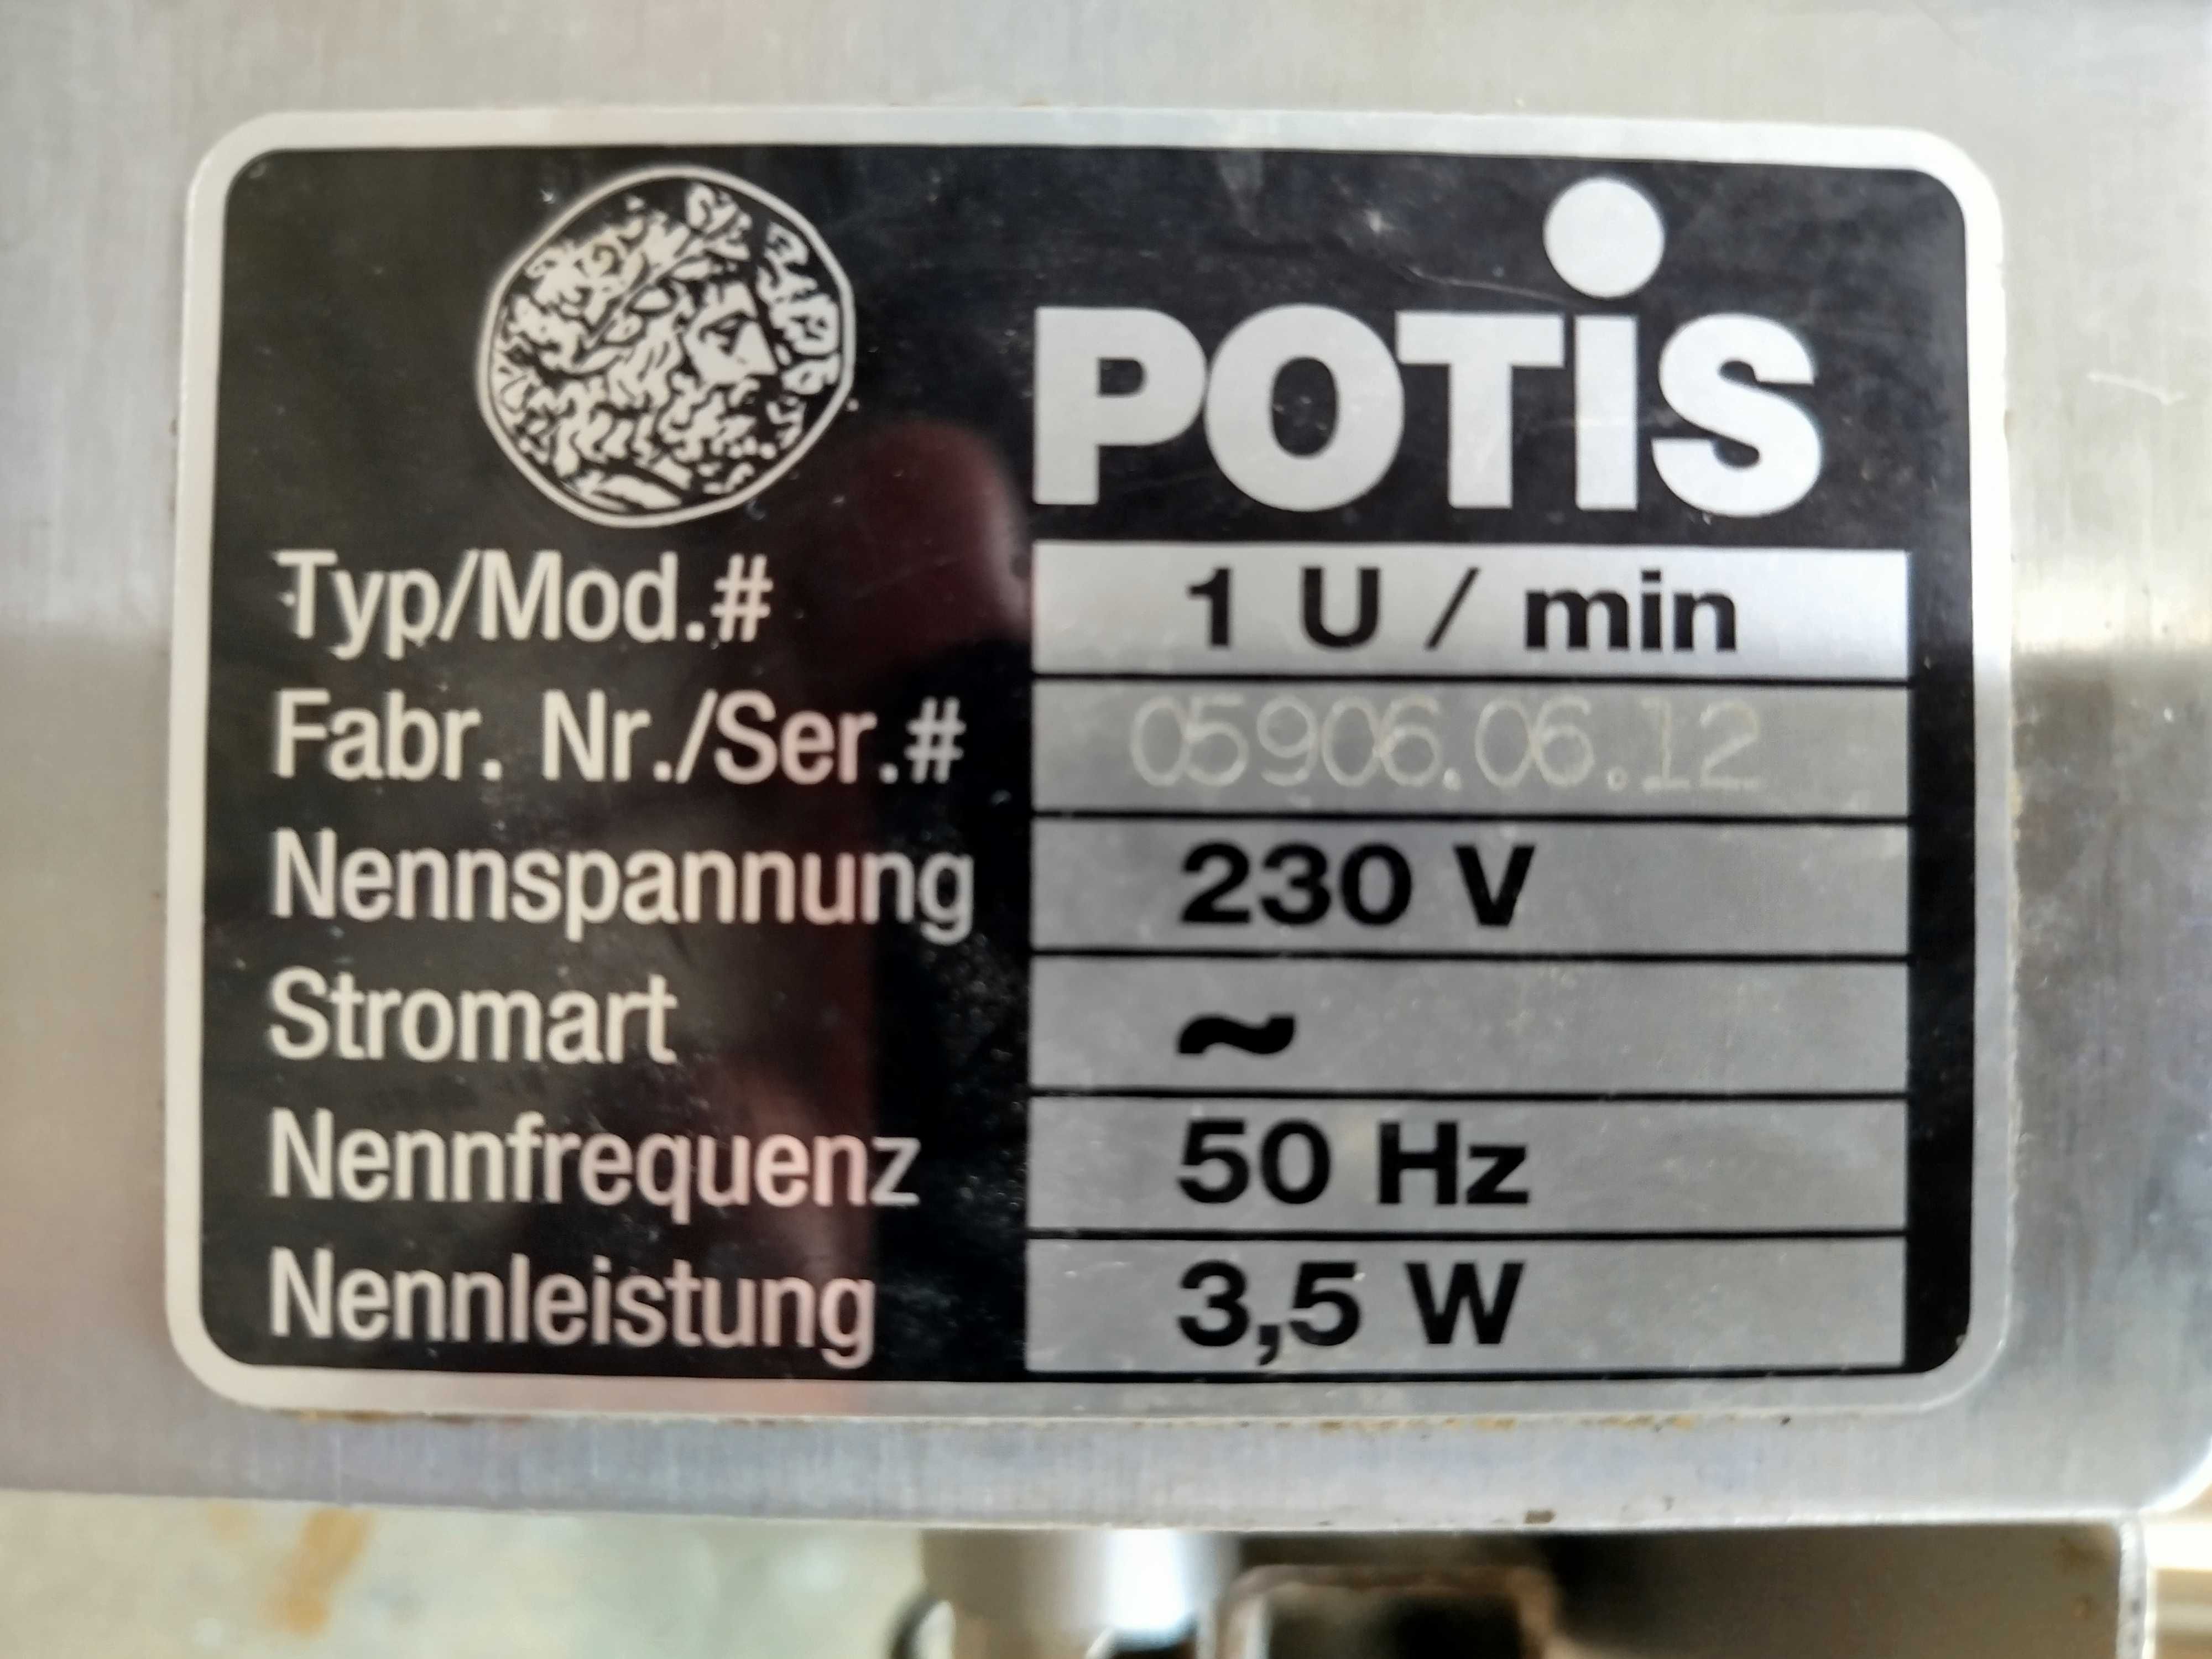 POTiS
Typ/Mod.# 1 U / min
Fabr. Nr./Ser.# 05906.06.12
Nennspannung 230 V
Stromart ~
Nennfrequenz 50 Hz
Nennleistung 3,5 W